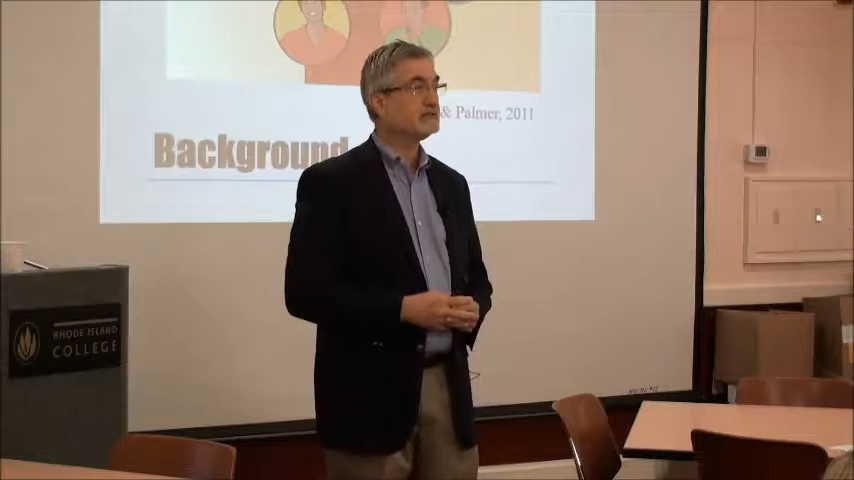 & Palmer, 2011
Background
RHODE ISLAND
COLLEGE